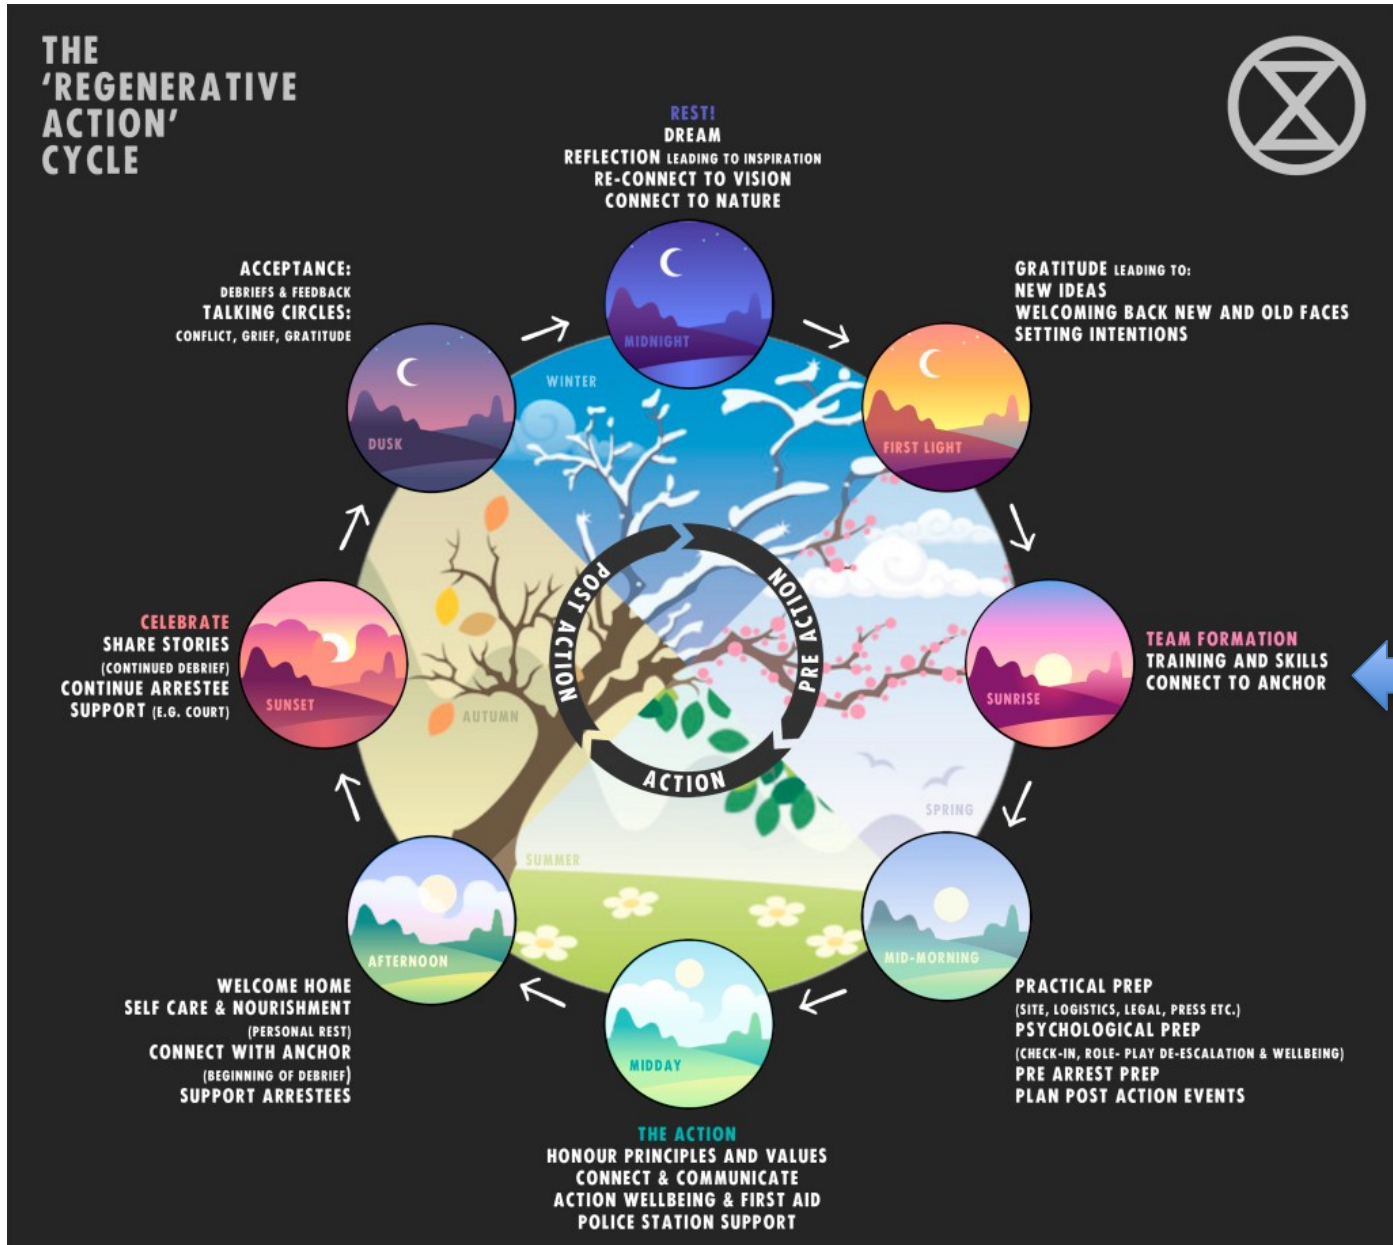 THE
‘REGENERATIVE
ACTION’
CYCLE
REST!
DREAM
REFLECTION LEADING TO INSPIRATION
RE-CONNECT TO VISION
CONNECT TO NATURE
MIDNIGHT
GRATITUDE LEADING TO:
NEW IDEAS
WELCOMING BACK NEW AND OLD FACES
SETTING INTENTIONS
FIRST LIGHT
TEAM FORMATION
TRAINING AND SKILLS
CONNECT TO ANCHOR
SUNRISE
MID-MORNING
PRACTICAL PREP
(SITE, LOGISTICS, LEGAL, PRESS ETC.)
PSYCHOLOGICAL PREP
(CHECK-IN, ROLE- PLAY DE-ESCALATION & WELLBEING)
PRE ARREST PREP
PLAN POST ACTION EVENTS
MIDDAY
THE ACTION
HONOUR PRINCIPLES AND VALUES
CONNECT & COMMUNICATE
ACTION WELLBEING & FIRST AID
POLICE STATION SUPPORT
AFTERNOON
WELCOME HOME
SELF CARE & NOURISHMENT
(PERSONAL REST)
CONNECT WITH ANCHOR
(BEGINNING OF DEBRIEF)
SUPPORT ARRESTEES
CELEBRATE
SHARE STORIES
(CONTINUED DEBRIEF)
CONTINUE ARRESTEE
SUPPORT (E.G. COURT)
SUNSET
ACCEPTANCE:
DEBRIEFS & FEEDBACK
TALKING CIRCLES:
CONFLICT, GRIEF, GRATITUDE
DUSK
WINTER
SPRING
SUMMER
AUTUMN
PRE ACTION
ACTION
POST ACTION